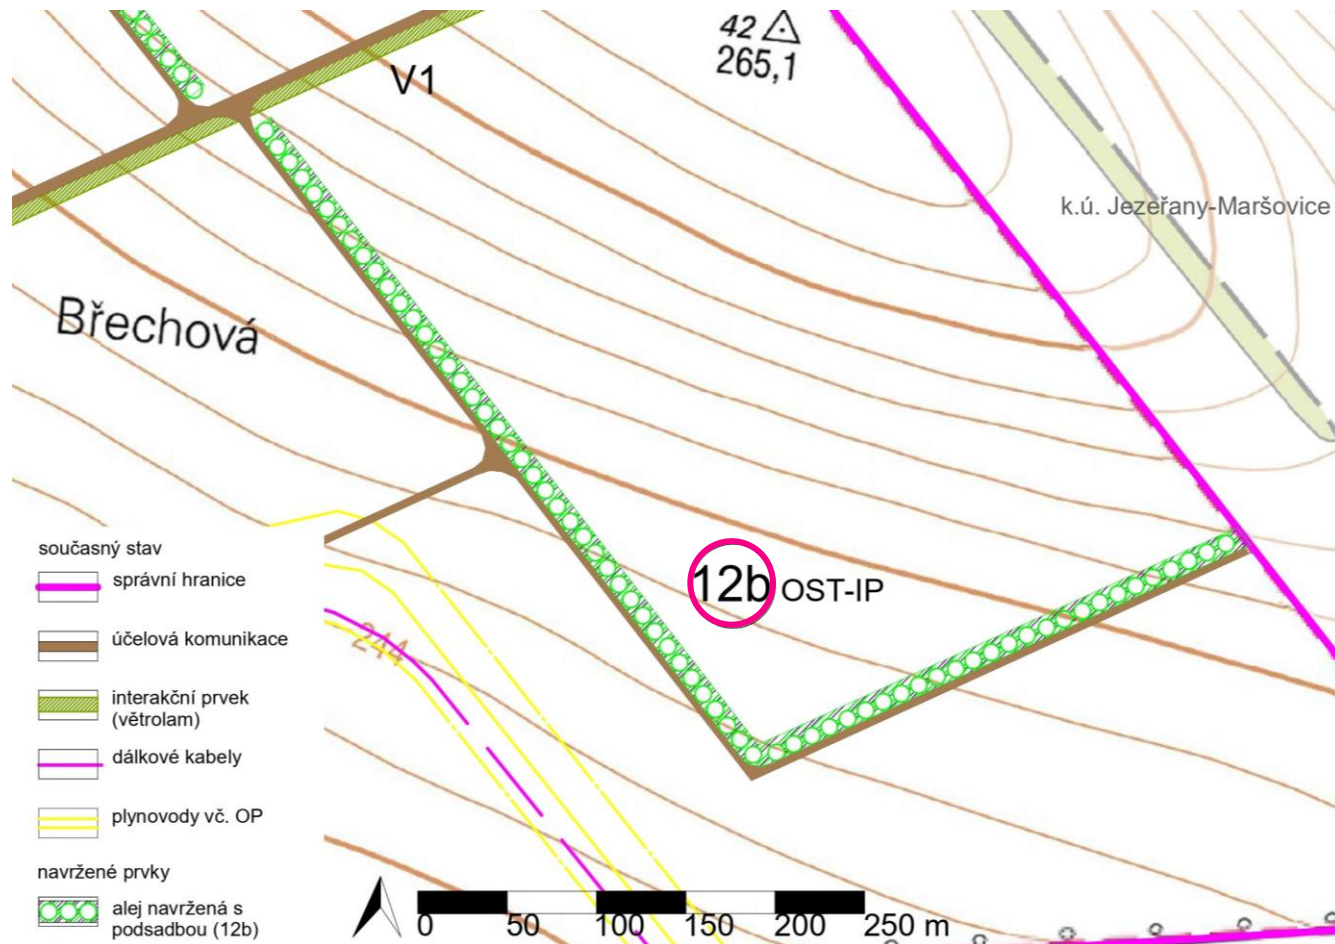 42
265,1
V1
k.ú. Jezeřany-Maršovice
Břechová
12b OST-IP
244
současný stav
správní hranice
účelová komunikace
interakční prvek
(větrolam)
dálkové kabely
plynovody vč. OP
navržené prvky
alej navržená s
podsadbou (12b)
0 50 100 150 200 250 m